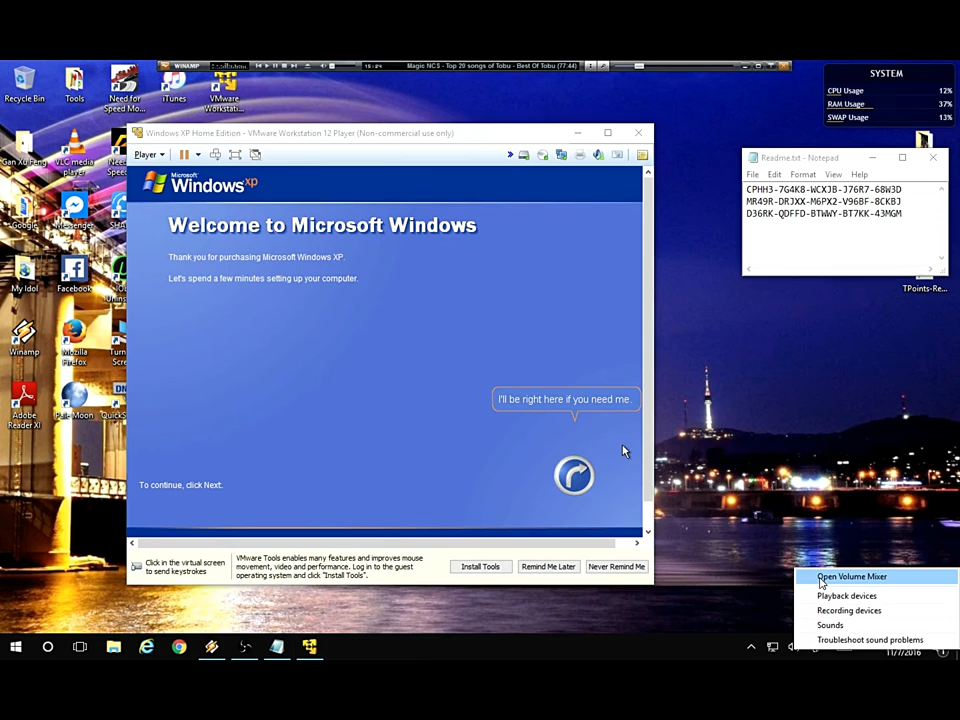 Magic NC$ - Top 20 songs of Tobu - Best Of Tobu (77:44)
SYSTEM
CPU Usage 12%
RAM Usage 37%
SWAP Usage 13%
Recycle Bin
Tools
Need for Speed Mo...
iTunes
VMware Workstati...
Windows XP Home Edition - VMware Workstation 12 Player (Non-commercial use only)
Player
Microsoft
Windows xp
Welcome to Microsoft Windows
Thank you for purchasing Microsoft Windows XP.
Let's spend a few minutes setting up your computer.
I'll be right here if you need me.
To continue, click Next.
Click in the virtual screen
to send keystrokes
VMware Tools enables many features and improves mouse
movement, video and performance. Log in to the guest
operating system and click "Install Tools".
Install Tools
Remind Me Later
Never Remind Me
Readme.txt - Notepad
File Edit Format View Help
CPHH3-7G4K8-WCXJB-J76R7-68W3D
MR49R-DRJXX-M6PX2-V96BF-8CKBJ
D36RK-QDFFD-BTWWY-BT7KK-43MGM
TPoints-Re...
Gan Xu Feng
VLC media player
Google
Messenger
My Idol
Facebook
Winamp
Mozilla Firefox
Adobe Reader XI
Pale Moon
Open Volume Mixer
Playback devices
Recording devices
Sounds
Troubleshoot sound problems
11/7/2016